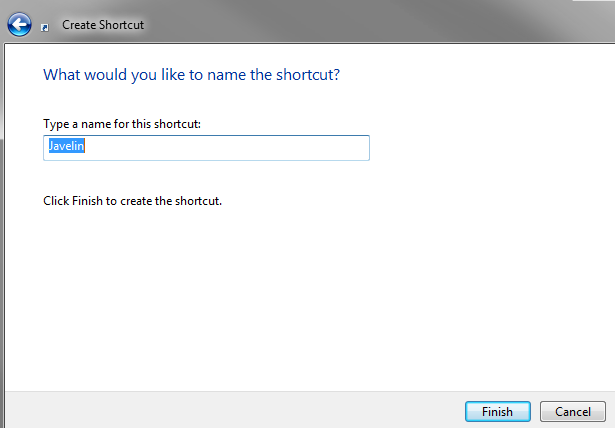 Create Shortcut
What would you like to name the shortcut?
Type a name for this shortcut:
Javelin
Click Finish to create the shortcut.
Finish
Cancel